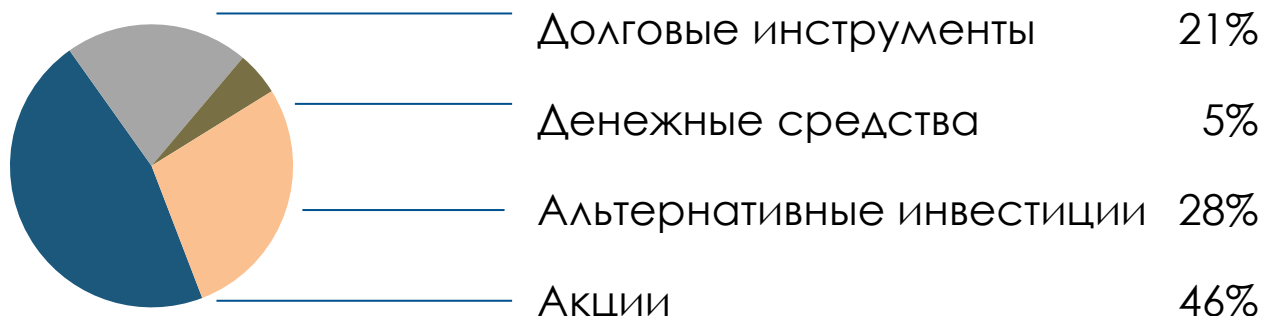 Долговые инструменты 21%
Денежные средства 5%
Альтернативные инвестиции 28%
Акции 46%